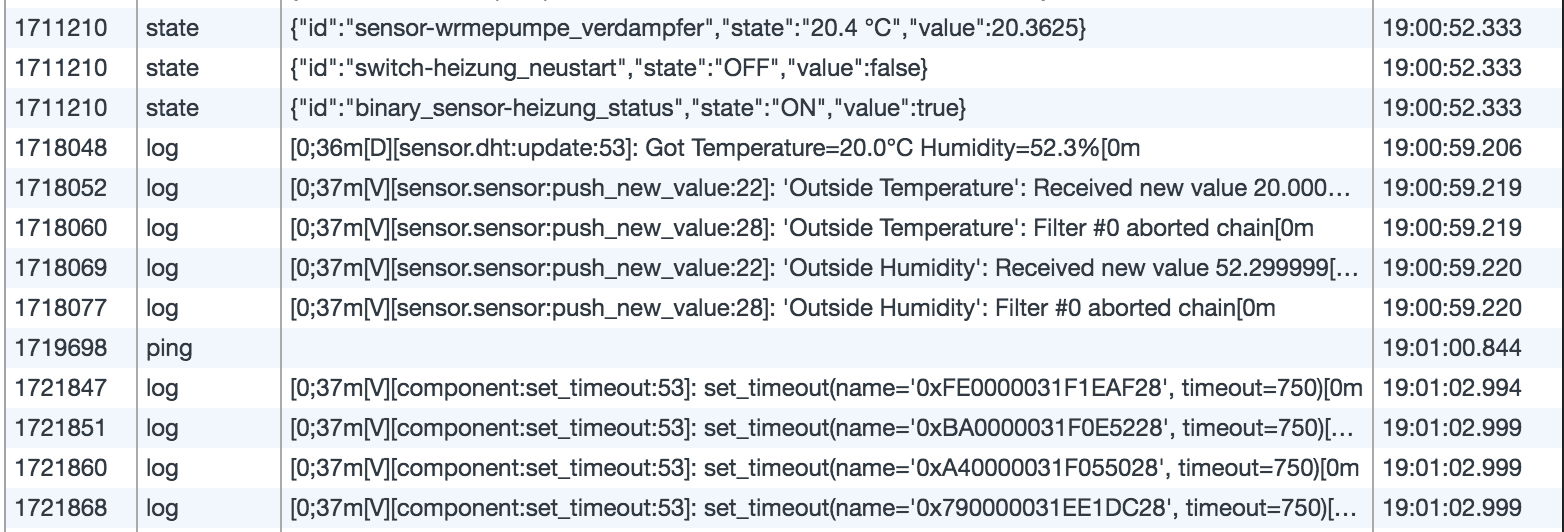 1711210 state {"id":"sensor-wrmepumpe_verdampfer","state":"20.4 °C","value":20.3625} 19:00:52.333
1711210 state {"id":"switch-heizung_neustart","state":"OFF","value":false} 19:00:52.333
1711210 state {"id":"binary_sensor-heizung_status","state":"ON","value":true} 19:00:52.333
1718048 log [0;36m[D][sensor.dht:update:53]: Got Temperature=20.0°C Humidity=52.3%[0m 19:00:59.206
1718052 log [0;37m[V][sensor.sensor:push_new_value:22]: 'Outside Temperature': Received new value 20.000… 19:00:59.219
1718060 log [0;37m[V][sensor.sensor:push_new_value:28]: 'Outside Temperature': Filter #0 aborted chain[0m 19:00:59.219
1718069 log [0;37m[V][sensor.sensor:push_new_value:22]: 'Outside Humidity': Received new value 52.299999[… 19:00:59.220
1718077 log [0;37m[V][sensor.sensor:push_new_value:28]: 'Outside Humidity': Filter #0 aborted chain[0m 19:00:59.220
1719698 ping 19:01:00.844
1721847 log [0;37m[V][component:set_timeout:53]: set_timeout(name='0xFE0000031F1EAF28', timeout=750)[0m 19:01:02.994
1721851 log [0;37m[V][component:set_timeout:53]: set_timeout(name='0xBA0000031F0E5228', timeout=750)[… 19:01:02.999
1721860 log [0;37m[V][component:set_timeout:53]: set_timeout(name='0xA40000031F055028', timeout=750)[0m 19:01:02.999
1721868 log [0;37m[V][component:set_timeout:53]: set_timeout(name='0x790000031EE1DC28', timeout=750)[… 19:01:02.999